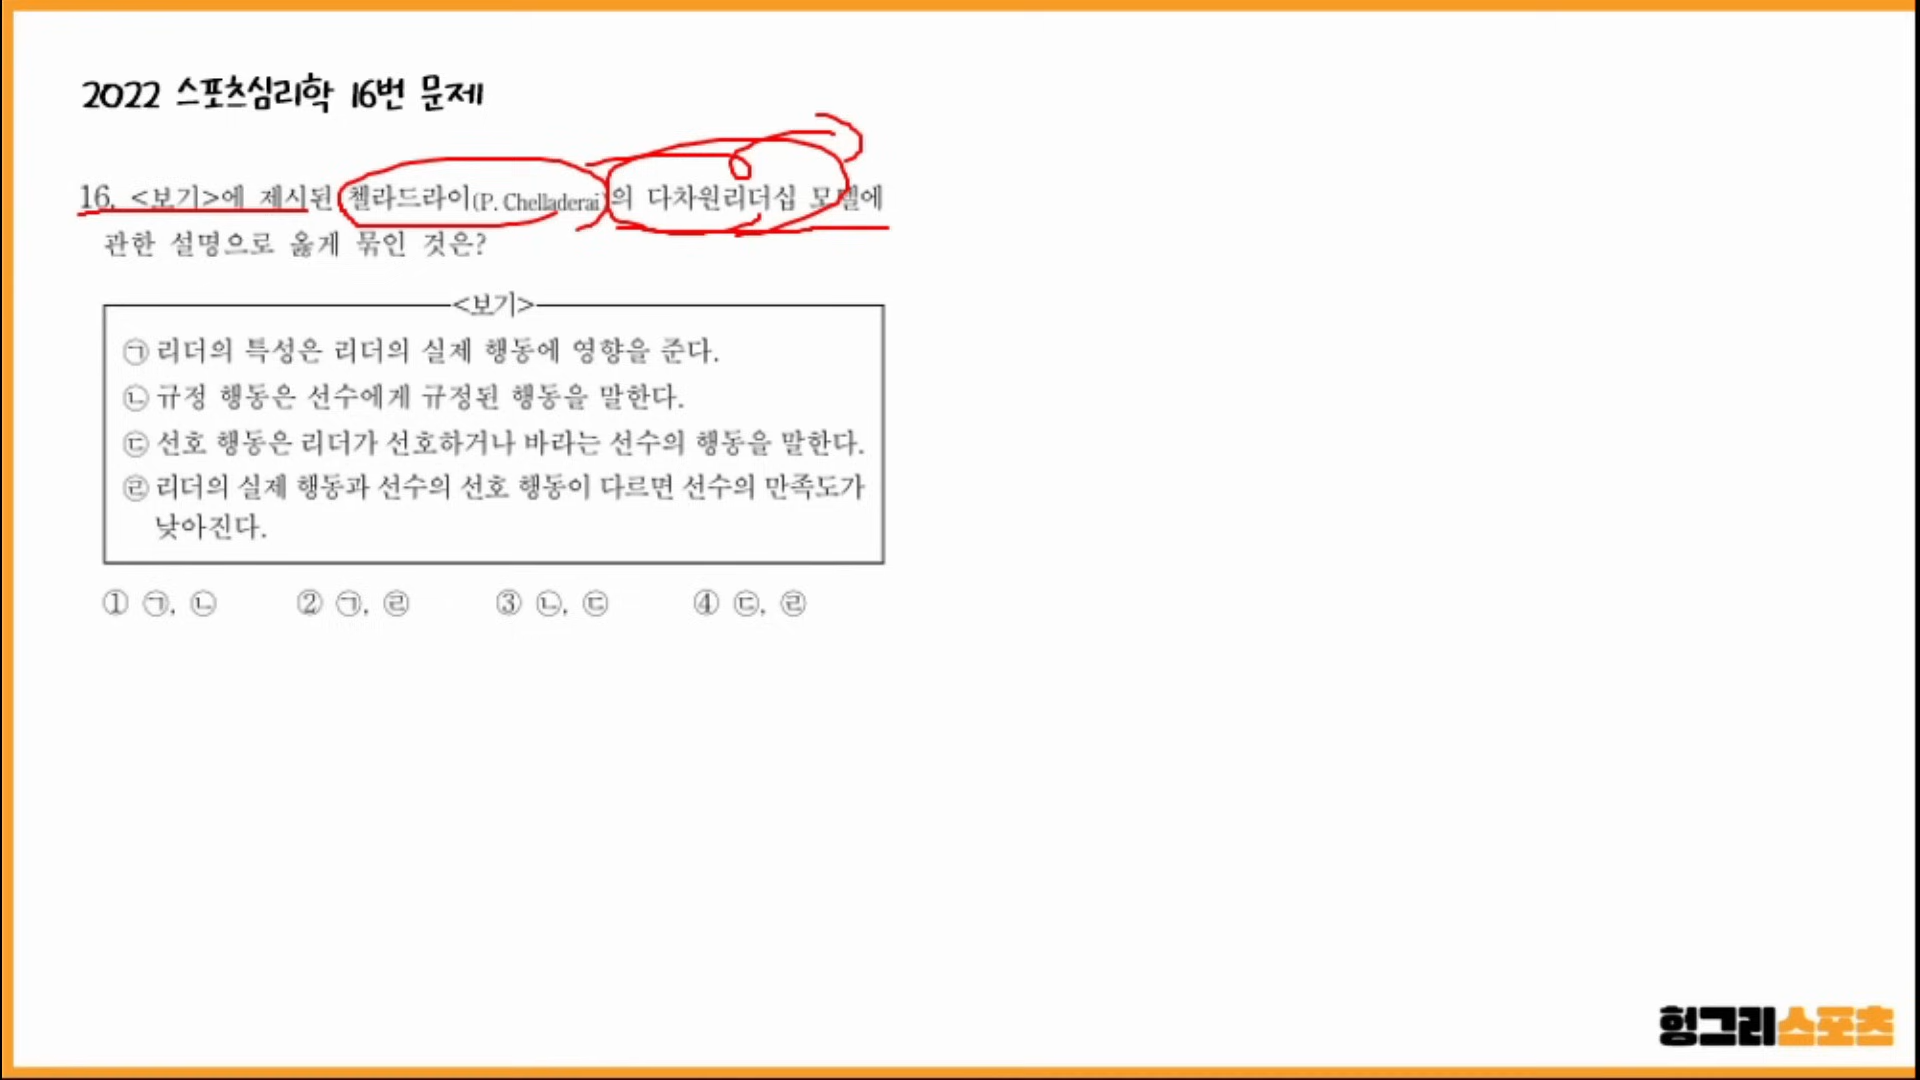 2022 스포츠심리학 16번 문제
16. <보기>에 제시된 첼라드라이(P. Chelladerai)의 다차원리더십 모델에
관한 설명으로 옳게 묶인 것은?
<보기>
㉠ 리더의 특성은 리더의 실제 행동에 영향을 준다.
㉡ 규정 행동은 선수에게 규정된 행동을 말한다.
㉢ 선호 행동은 리더가 선호하거나 바라는 선수의 행동을 말한다.
㉣ 리더의 실제 행동과 선수의 선호 행동이 다르면 선수의 만족도가
낮아진다.
① ㉠, ㉡ ② ㉠, ㉣ ③ ㉡, ㉢ ④ ㉢, ㉣
헝그리스포츠